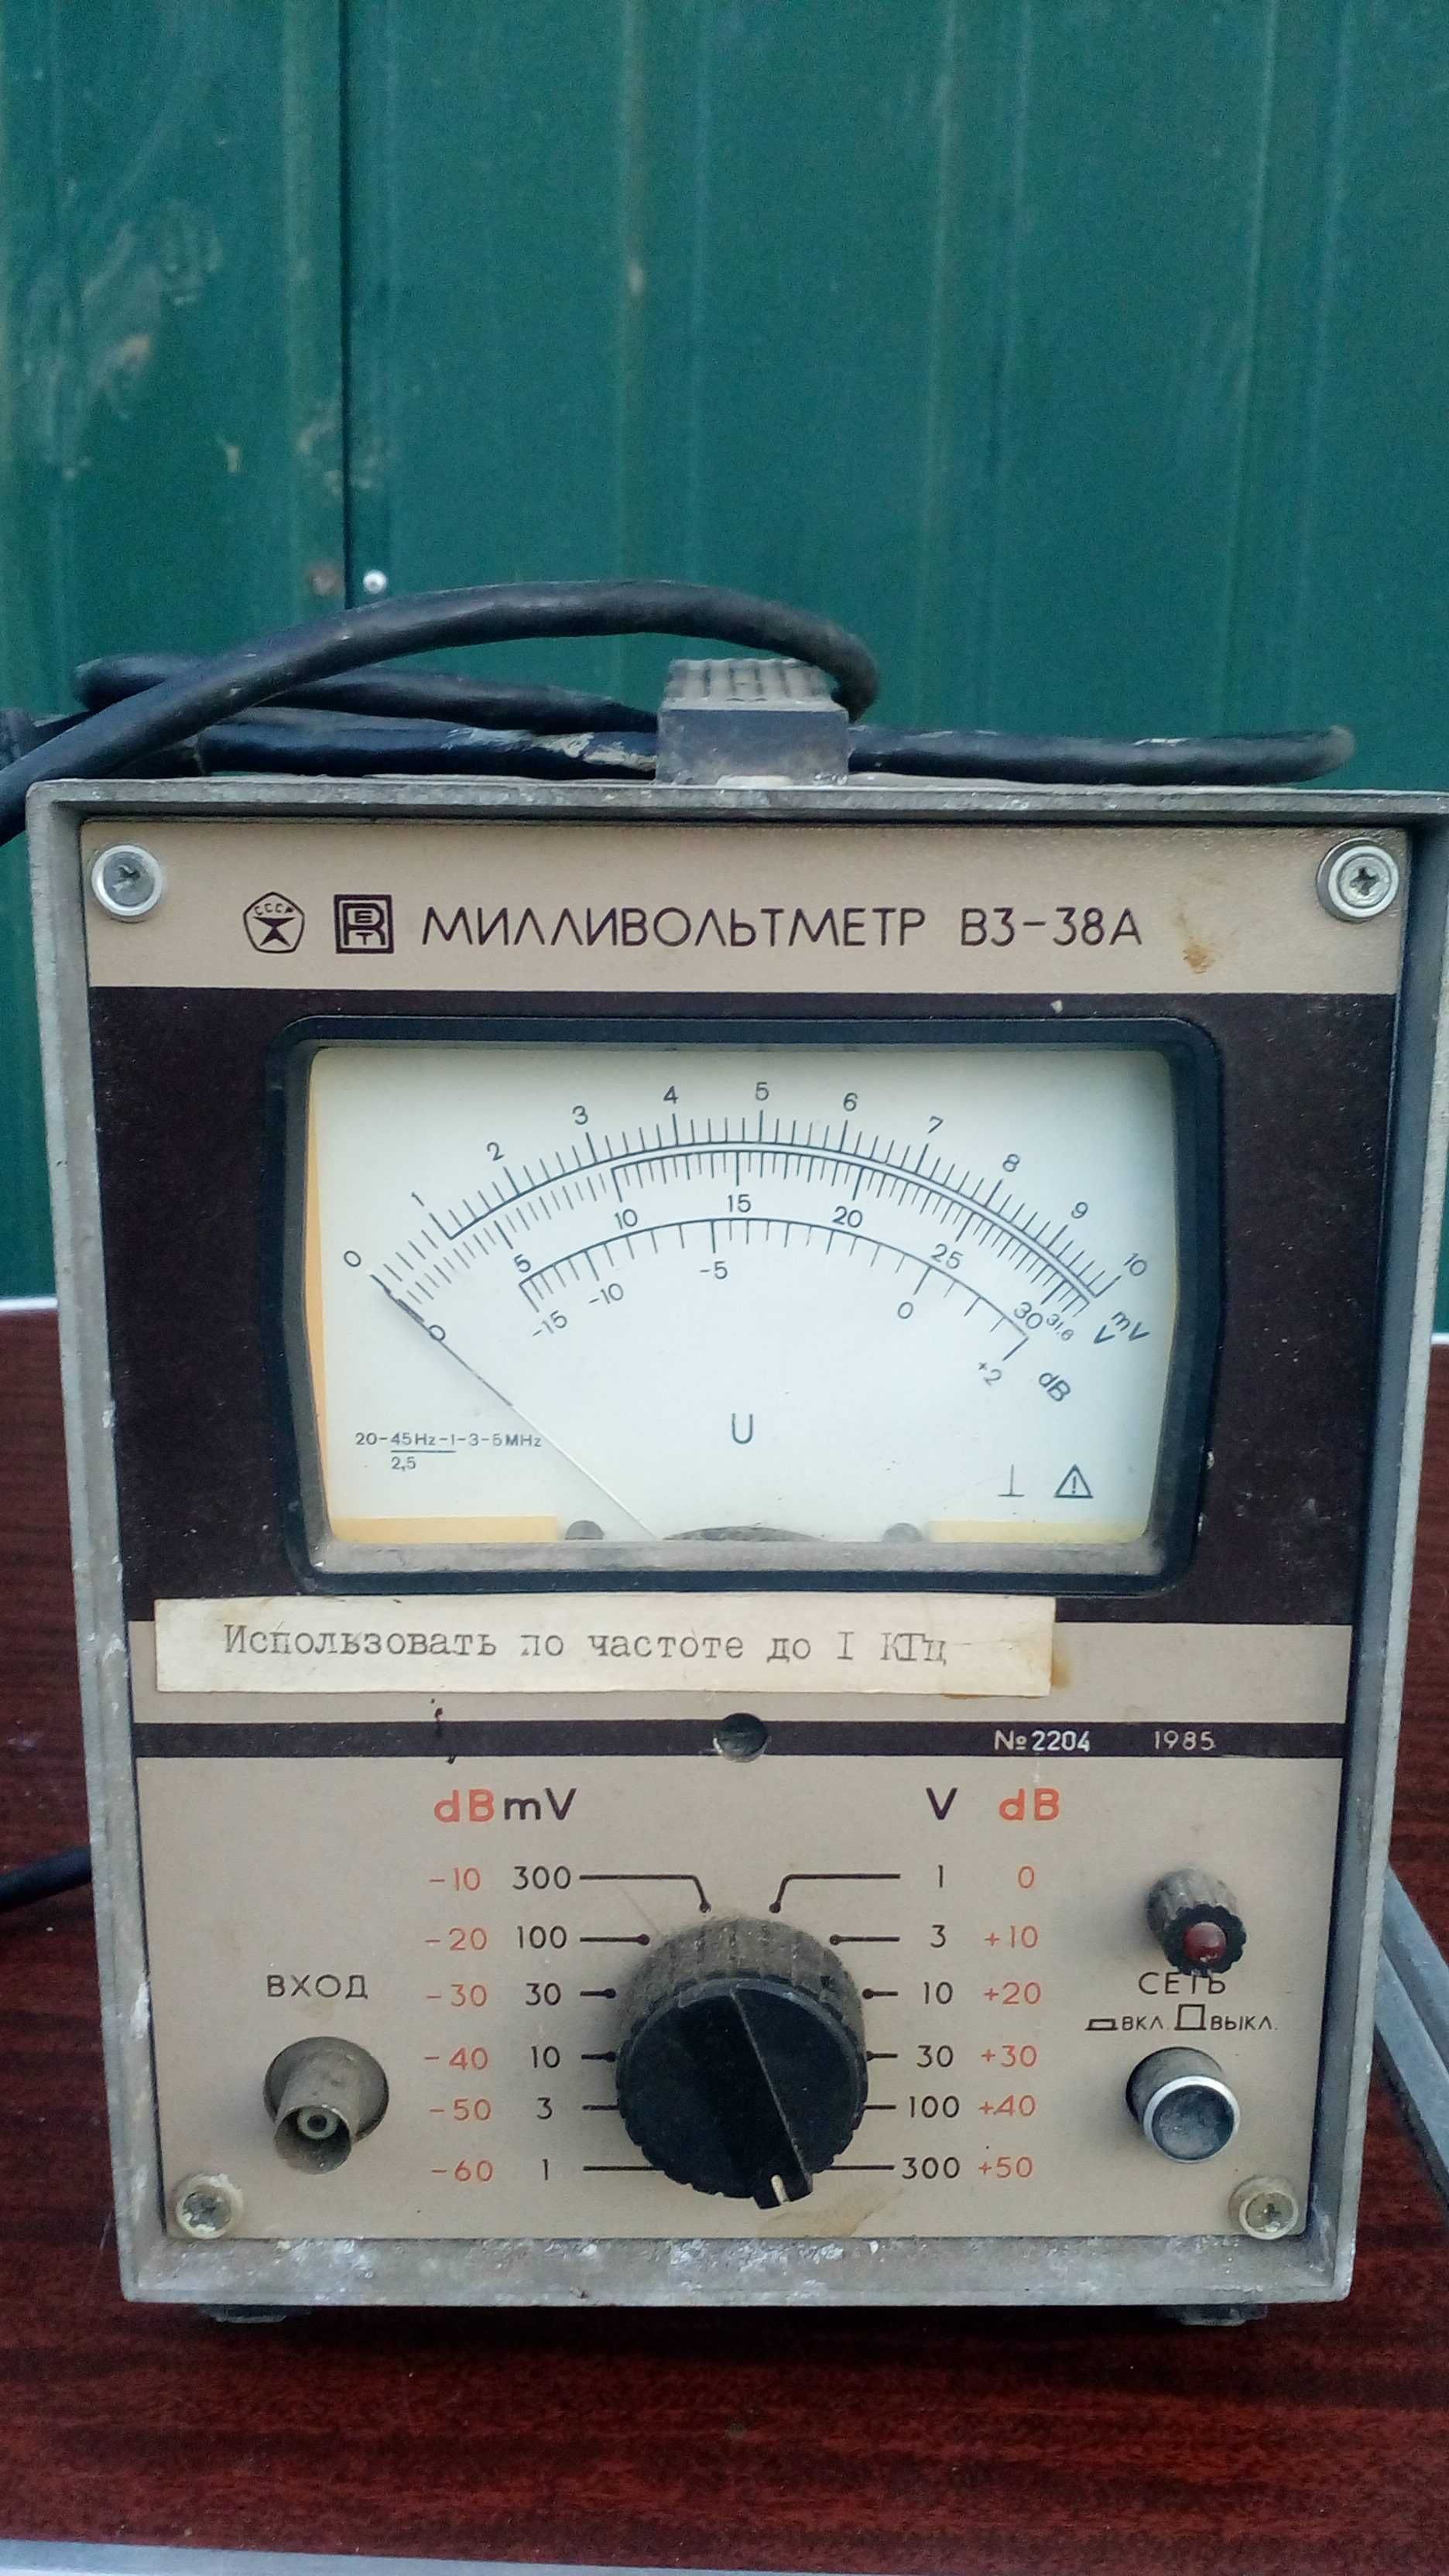 СССР RET МИЛЛИВОЛЬТМЕТР В3-38А
0 1 2 3 4 5 6 7 8 9 10 mV
0 5 10 15 20 25 30 31,6 V
-15 -10 -5 0 +2 dB
U
20-45Hz-1-3-5MHz
2,5
Использовать по частоте до I КГц
№2204 1985
dB mV V dB
-10 300 1 0
-20 100 3 +10
ВХОД -30 30 10 +20 СЕТЬ
ВКЛ. ВЫКЛ.
-40 10 30 +30
-50 3 100 +40
-60 1 300 +50